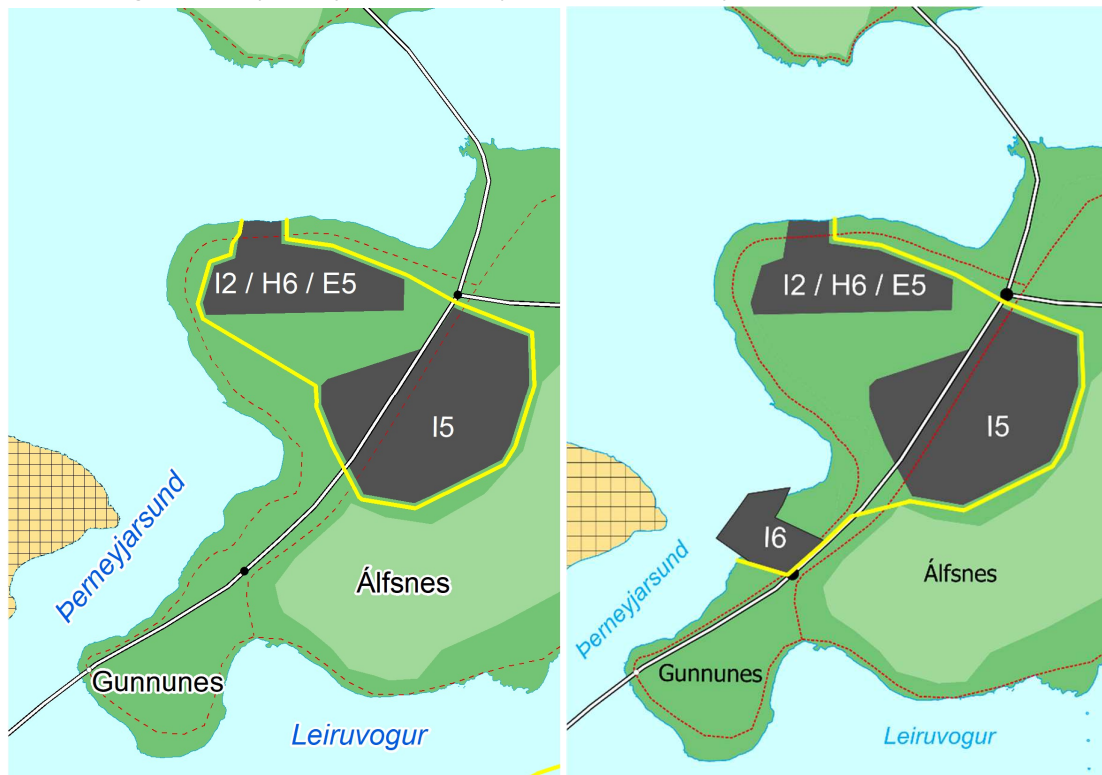 I2 / H6 / E5
I5
Þerneyjarsund
Álfsnes
Gunnunes
Leiruvogur
I2 / H6 / E5
I5
I6
Þerneyjarsund
Álfsnes
Gunnunes
Leiruvogur